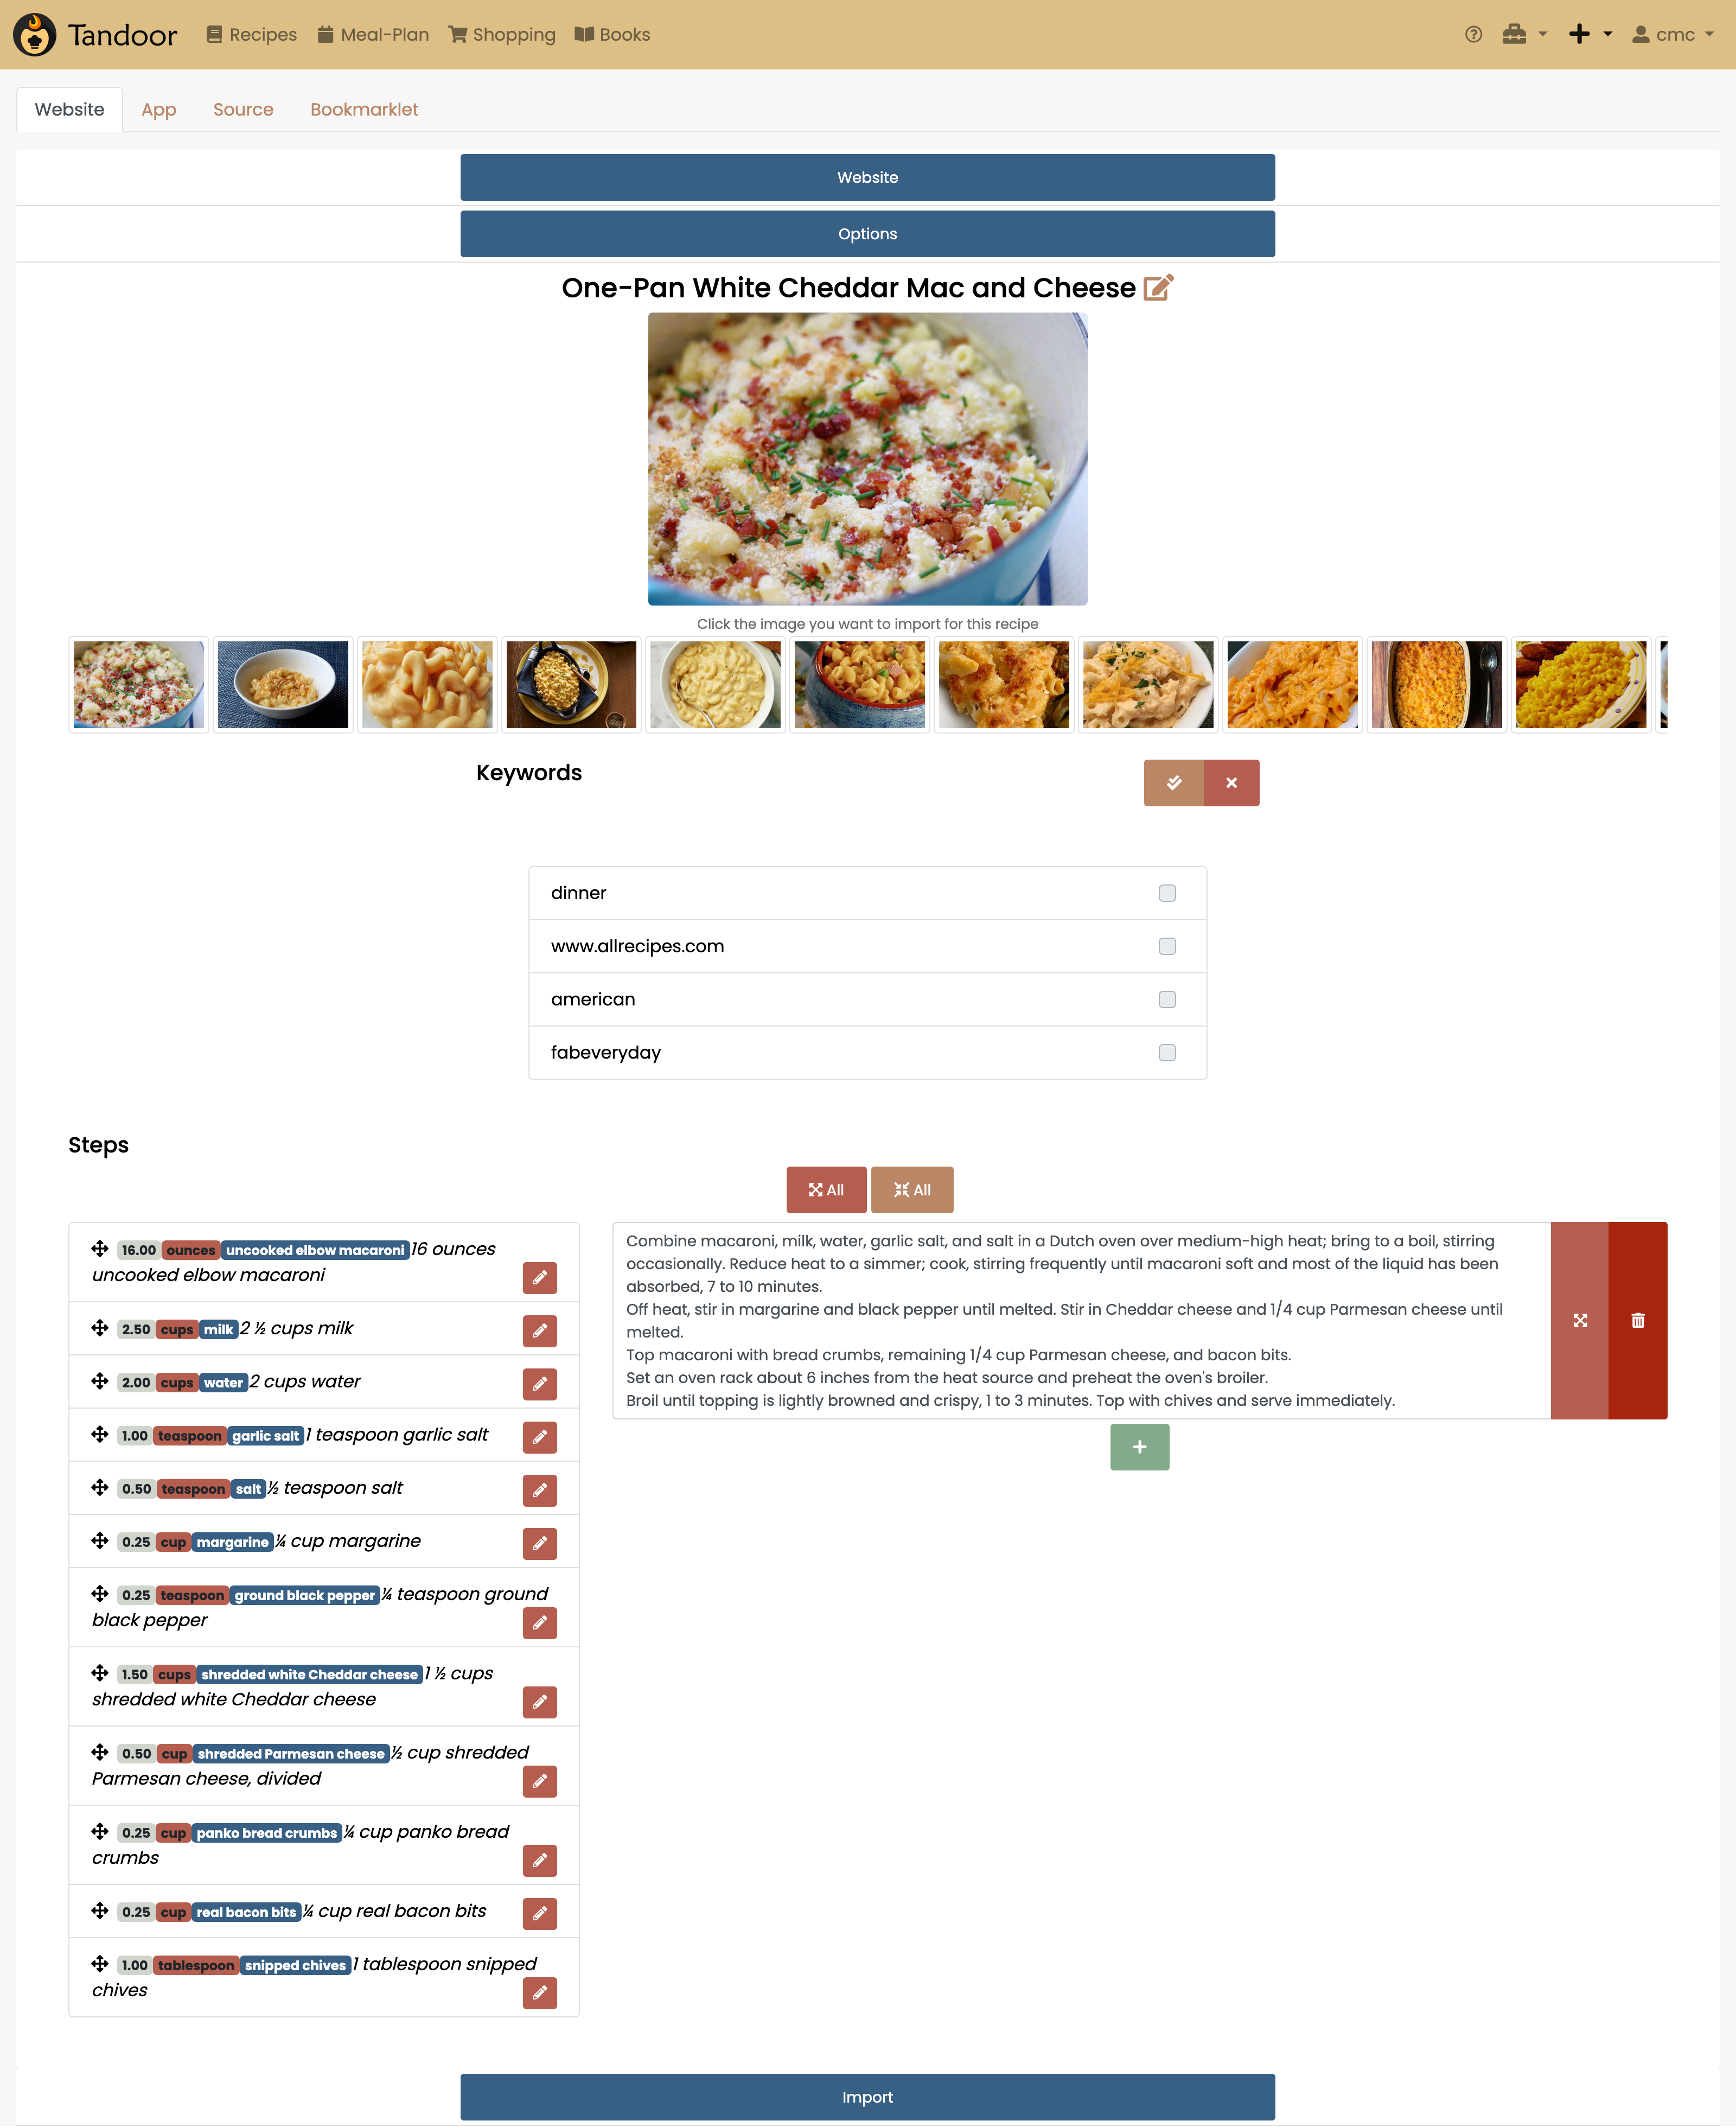 Tandoor Recipes Meal-Plan Shopping Books cmc
Website App Source Bookmarklet
Website
Options
One-Pan White Cheddar Mac and Cheese
Click the image you want to import for this recipe
Keywords
dinner
www.allrecipes.com
american
fabeveryday
Steps
All All
16.00 ounces uncooked elbow macaroni 16 ounces
uncooked elbow macaroni
2.50 cups milk 2 ½ cups milk
2.00 cups water 2 cups water
1.00 teaspoon garlic salt 1 teaspoon garlic salt
0.50 teaspoon salt ½ teaspoon salt
0.25 cup margarine ¼ cup margarine
0.25 teaspoon ground black pepper ¼ teaspoon ground
black pepper
1.50 cups shredded white Cheddar cheese 1 ½ cups
shredded white Cheddar cheese
0.50 cup shredded Parmesan cheese ½ cup shredded
Parmesan cheese, divided
0.25 cup panko bread crumbs ¼ cup panko bread
crumbs
0.25 cup real bacon bits ¼ cup real bacon bits
1.00 tablespoon snipped chives 1 tablespoon snipped
chives
Combine macaroni, milk, water, garlic salt, and salt in a Dutch oven over medium-high heat; bring to a boil, stirring
occasionally. Reduce heat to a simmer; cook, stirring frequently until macaroni soft and most of the liquid has been
absorbed, 7 to 10 minutes.
Off heat, stir in margarine and black pepper until melted. Stir in Cheddar cheese and 1/4 cup Parmesan cheese until
melted.
Top macaroni with bread crumbs, remaining 1/4 cup Parmesan cheese, and bacon bits.
Set an oven rack about 6 inches from the heat source and preheat the oven's broiler.
Broil until topping is lightly browned and crispy, 1 to 3 minutes. Top with chives and serve immediately.
Import